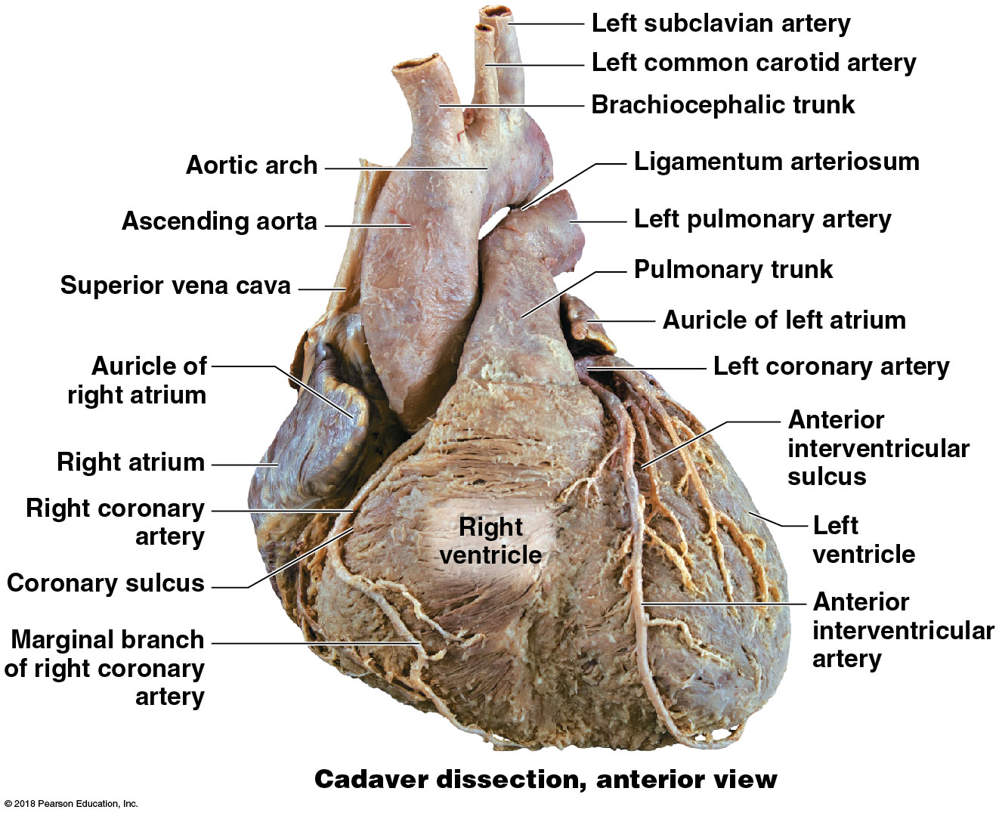 Left subclavian artery
Left common carotid artery
Brachiocephalic trunk
Aortic arch
Ligamentum arteriosum
Ascending aorta
Left pulmonary artery
Superior vena cava
Pulmonary trunk
Auricle of left atrium
Auricle of
right atrium
Left coronary artery
Anterior
interventricular
sulcus
Right atrium
Right coronary
artery
Right
ventricle
Left
ventricle
Coronary sulcus
Anterior
interventricular
artery
Marginal branch
of right coronary
artery
Cadaver dissection, anterior view
© 2018 Pearson Education, Inc.